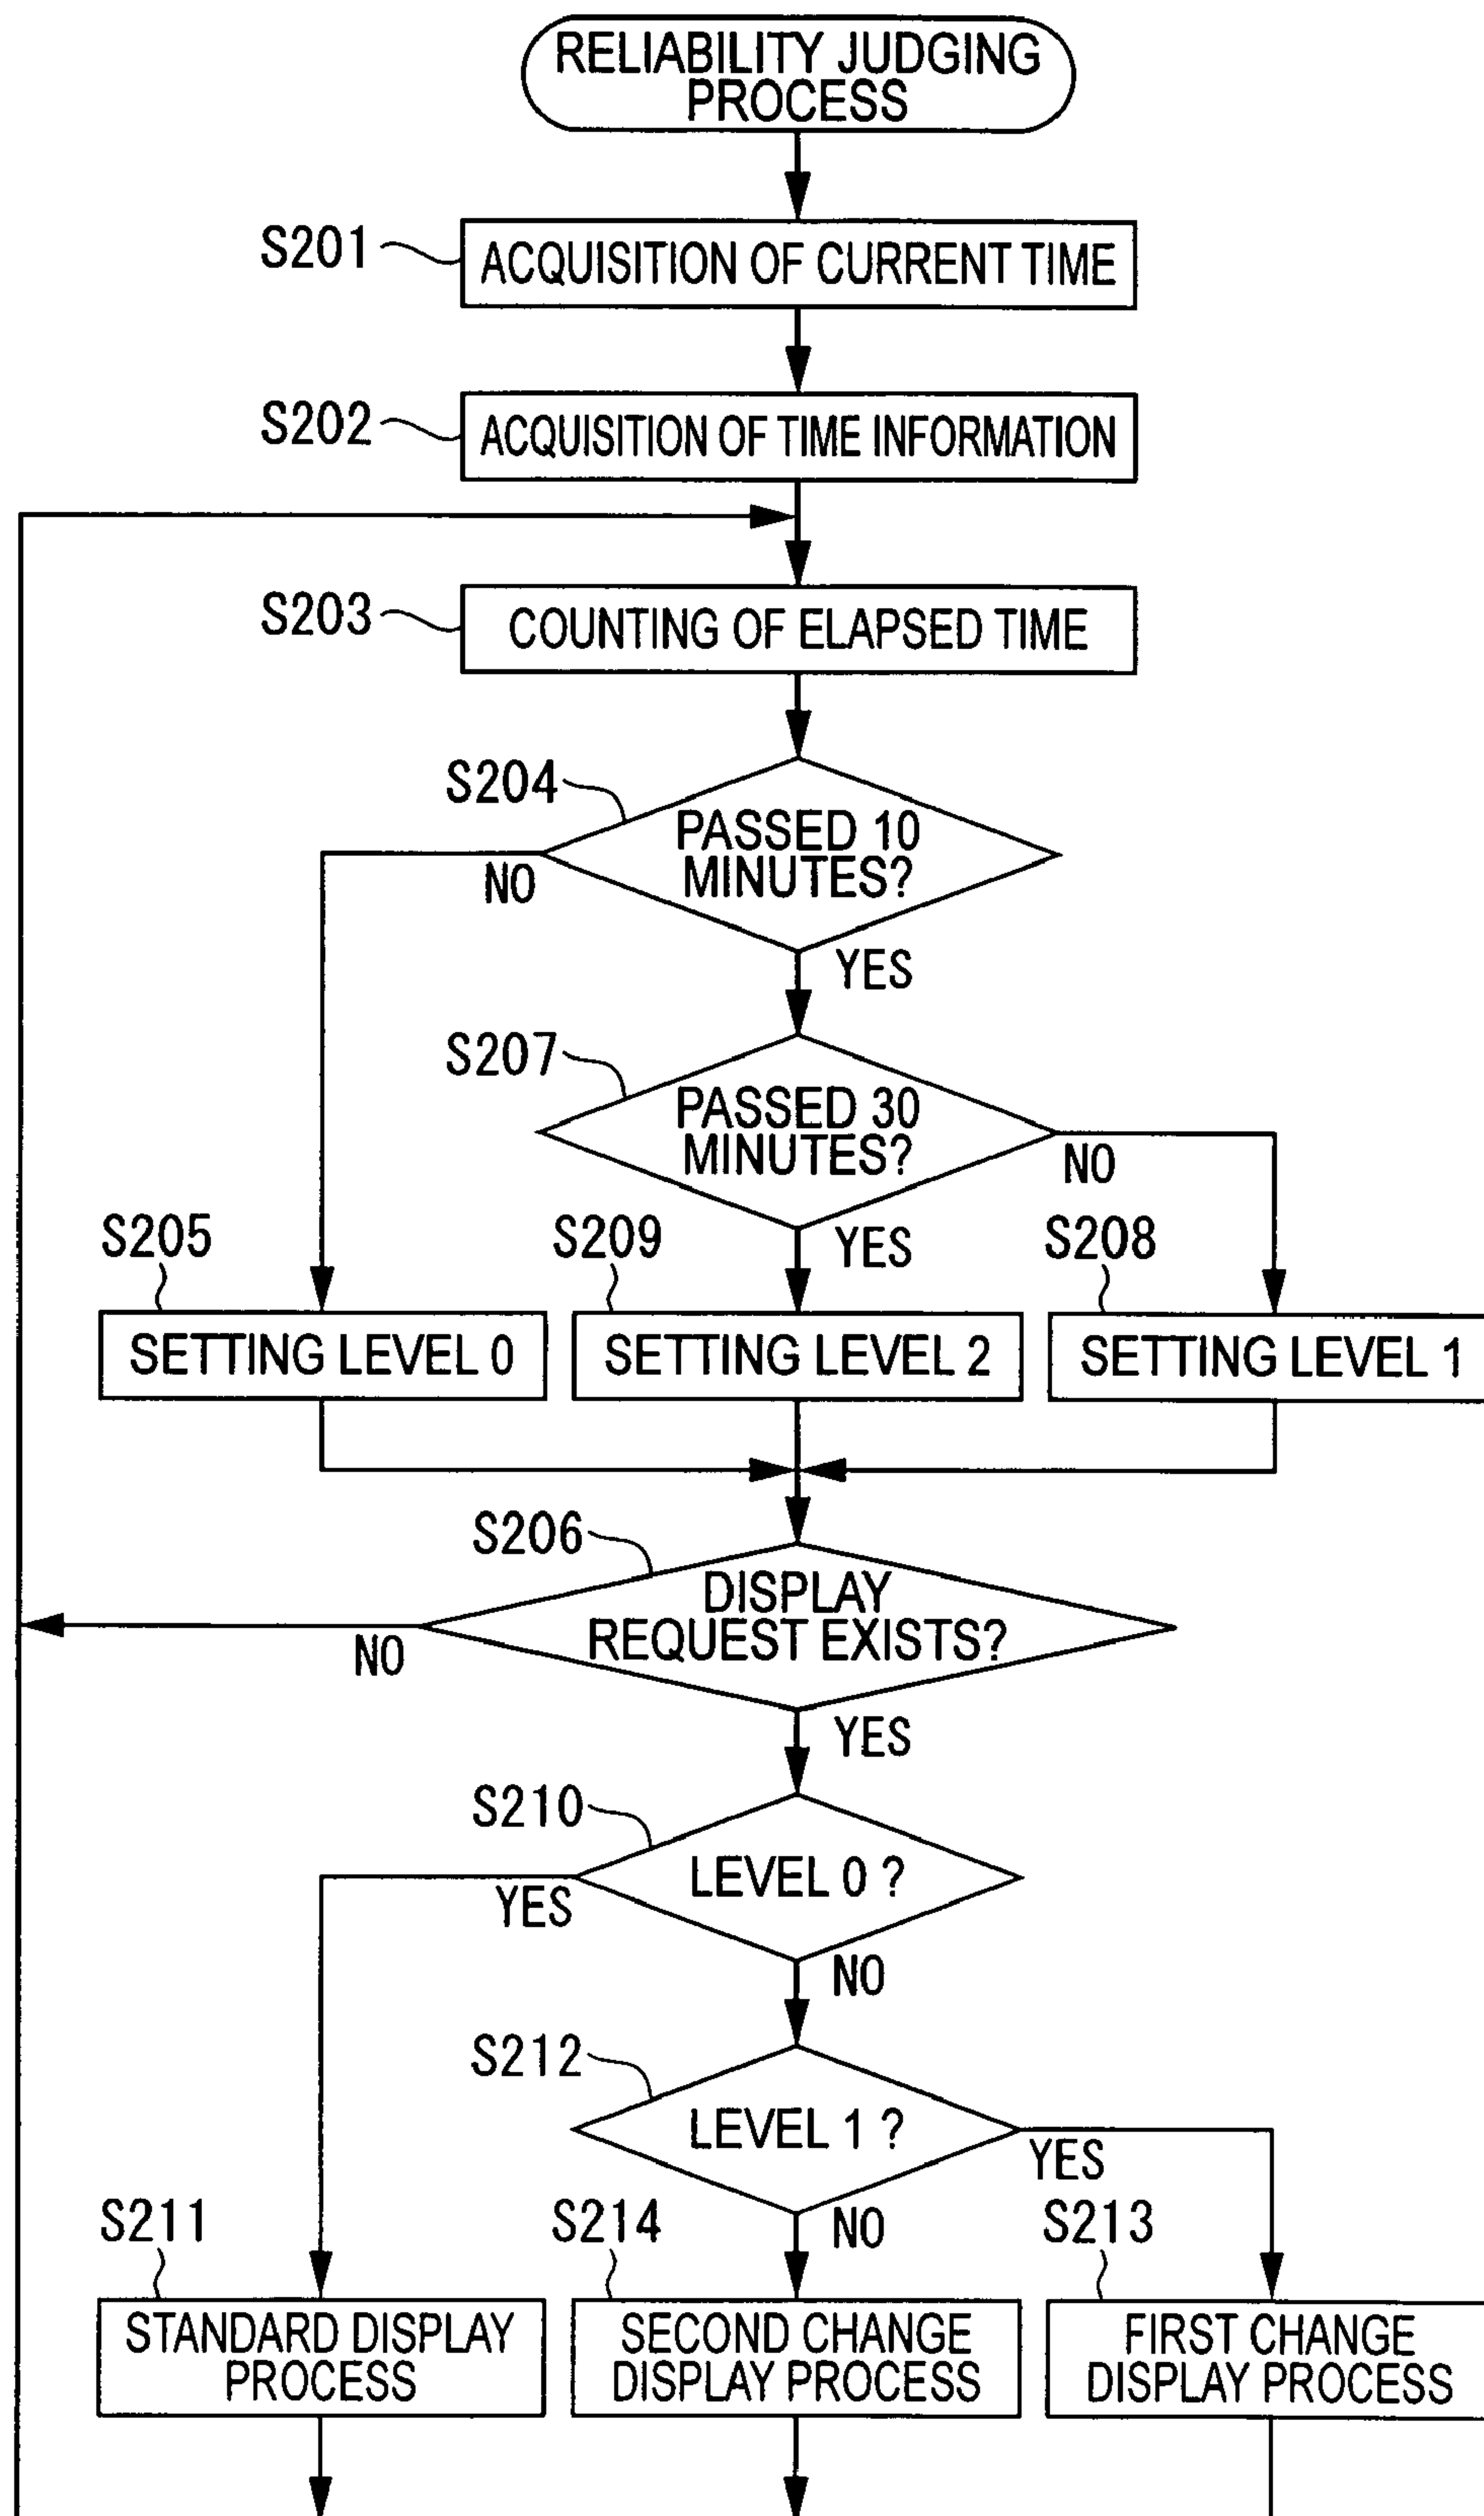 RELIABILITY JUDGING
PROCESS
S201
ACQUISITION OF CURRENT TIME
S202
ACQUISITION OF TIME INFORMATION
S203
COUNTING OF ELAPSED TIME
S204
PASSED 10
MINUTES?
NO
YES
S207
PASSED 30
MINUTES?
NO
YES
S205
S209
S208
SETTING LEVEL 0
SETTING LEVEL 2
SETTING LEVEL 1
S206
DISPLAY
REQUEST EXISTS?
NO
YES
S210
LEVEL 0 ?
YES
NO
S212
LEVEL 1 ?
YES
NO
S211
S214
S213
STANDARD DISPLAY
PROCESS
SECOND CHANGE
DISPLAY PROCESS
FIRST CHANGE
DISPLAY PROCESS